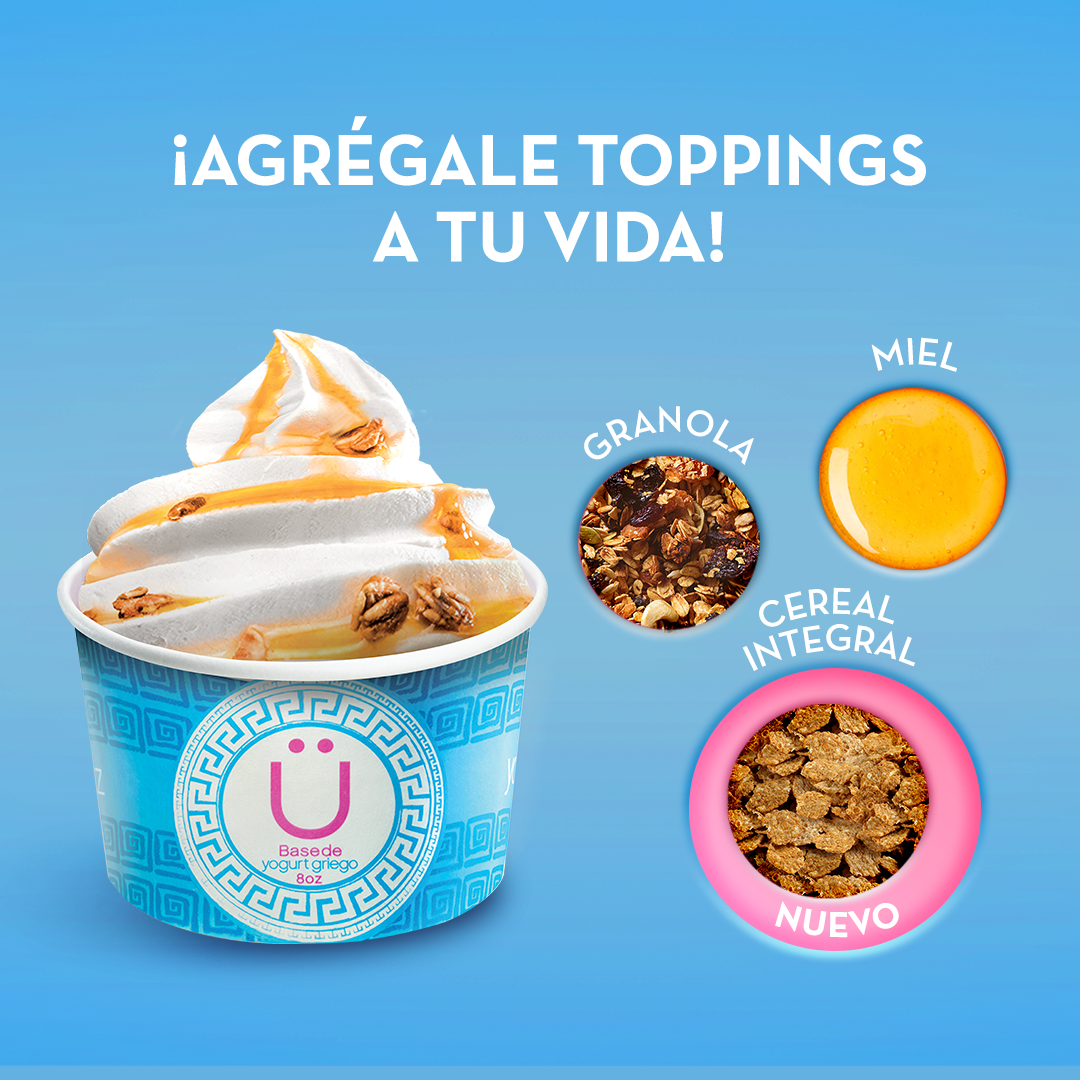 ¡AGRÉGALE TOPPINGS
A TU VIDA!
MIEL
GRANOLA
CEREAL
INTEGRAL
NUEVO
Ü
Base de
yogurt griego
8oz